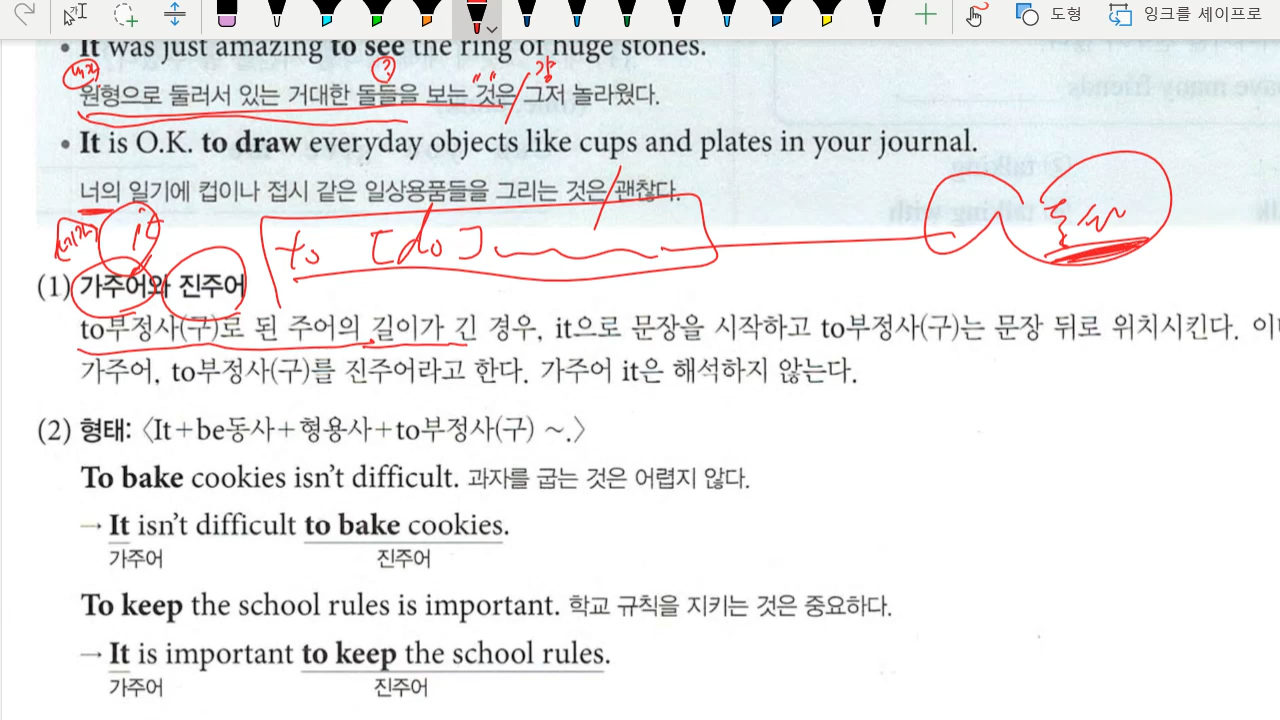 도형 잉크를 셰이프로
• It was just amazing to see the ring of huge stones.
원형으로 둘러서 있는 거대한 돌들을 보는 것은 그저 놀라웠다.
• It is O.K. to draw everyday objects like cups and plates in your journal.
너의 일기에 컵이나 접시 같은 일상용품들을 그리는 것은 괜찮다.
it to [do]
(1) 가주어와 진주어
to부정사(구)로 된 주어의 길이가 긴 경우, it으로 문장을 시작하고 to부정사(구)는 문장 뒤로 위치시킨다.
가주어, to부정사(구)를 진주어라고 한다. 가주어 it은 해석하지 않는다.
(2) 형태: 〈It+be동사+형용사+to부정사(구) ~.〉
To bake cookies isn't difficult. 과자를 굽는 것은 어렵지 않다.
→ It isn't difficult to bake cookies.
가주어 진주어
To keep the school rules is important. 학교 규칙을 지키는 것은 중요하다.
→ It is important to keep the school rules.
가주어 진주어